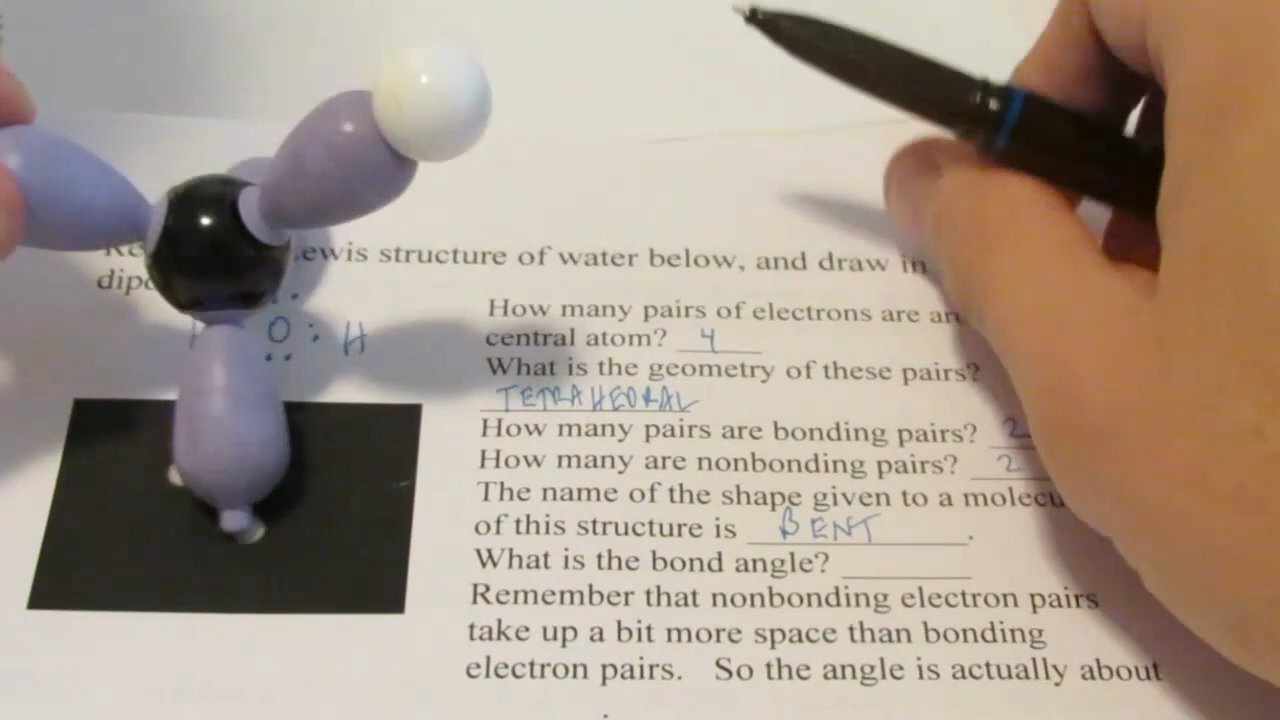 ewis structure of water below, and draw in
dip
O : H
How many pairs of electrons are
central atom? 4
What is the geometry of these pairs?
TETRAHEDRAL
How many pairs are bonding pairs? 2
How many are nonbonding pairs? 2
The name of the shape given to a molecu
of this structure is BENT.
What is the bond angle? ______
Remember that nonbonding electron pairs
take up a bit more space than bonding
electron pairs. So the angle is actually about